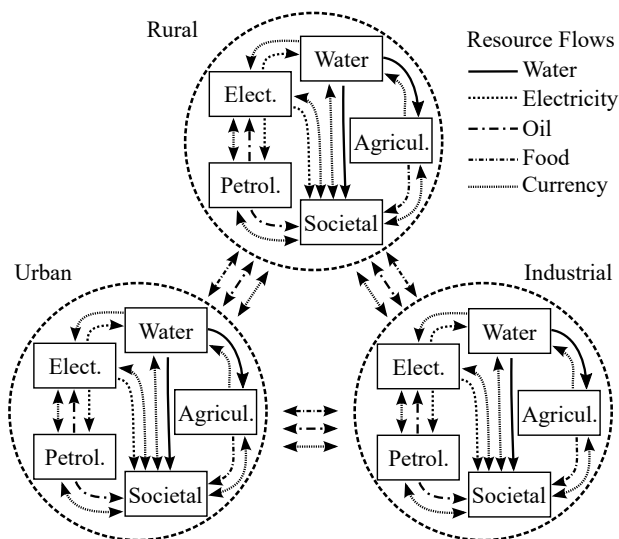 Rural
Water
Elect.
Agricul.
Petrol.
Societal
Resource Flows
Water
Electricity
Oil
Food
Currency
Urban
Water
Elect.
Agricul.
Petrol.
Societal
Industrial
Water
Elect.
Agricul.
Petrol.
Societal